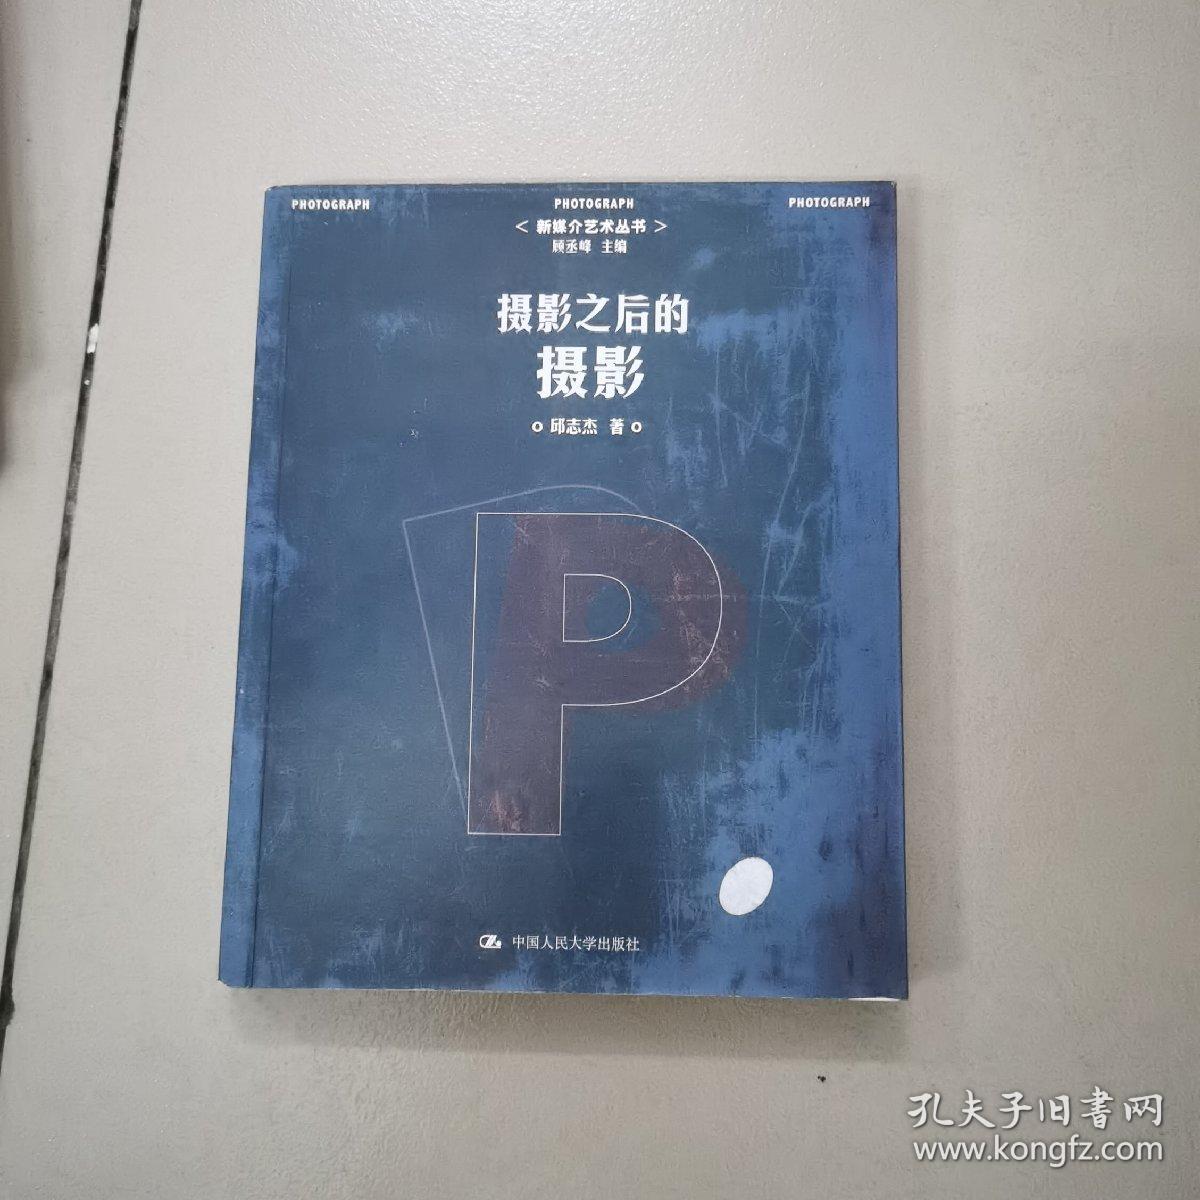 PHOTOGRAPH PHOTOGRAPH PHOTOGRAPH
<新媒介艺术丛书>
顾丞峰 主编
摄影之后的
摄影
邱志杰 著
P
中国人民大学出版社
孔夫子旧書网
www.kongfz.com